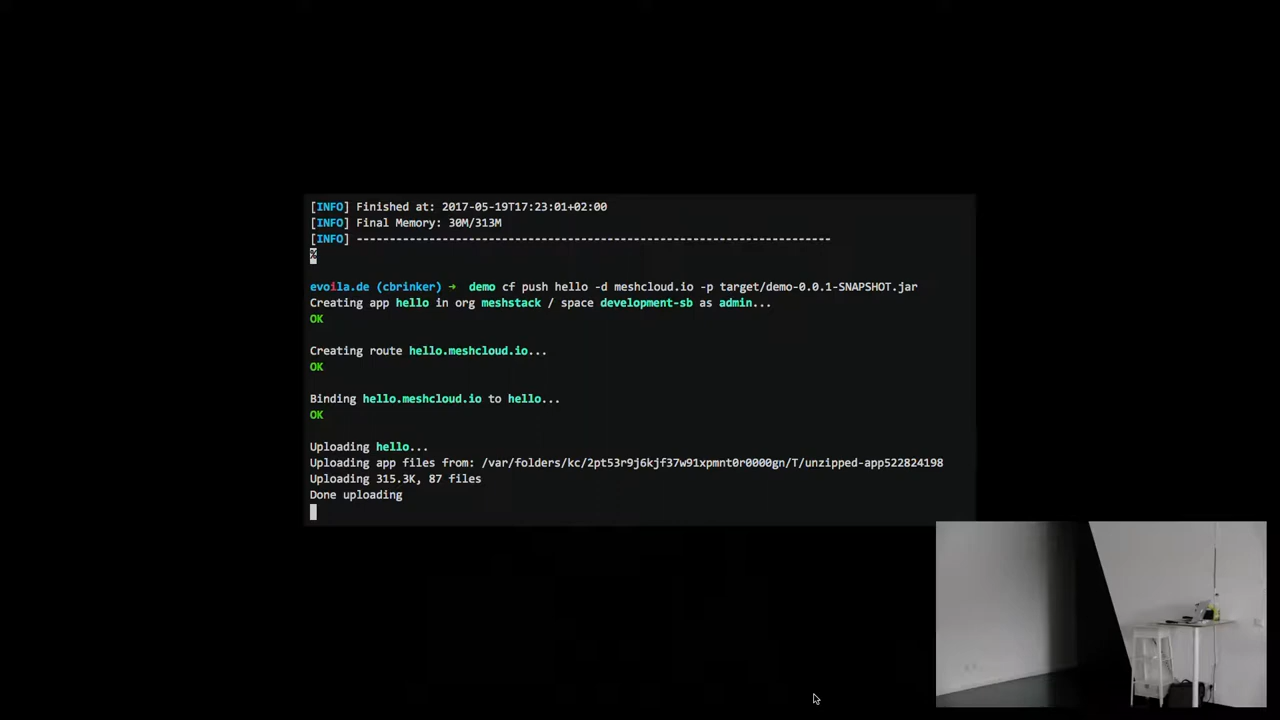 [INFO] Finished at: 2017-05-19T17:23:01+02:00
[INFO] Final Memory: 30M/313M
[INFO] ------------------------------------------------------------------------
%
evoila.de (cbrinker) ➜ demo cf push hello -d meshcloud.io -p target/demo-0.0.1-SNAPSHOT.jar
Creating app hello in org meshstack / space development-sb as admin...
OK
Creating route hello.meshcloud.io...
OK
Binding hello.meshcloud.io to hello...
OK
Uploading hello...
Uploading app files from: /var/folders/kc/2pt53r9j6kjf37w91xpmnt0r0000gn/T/unzipped-app522824198
Uploading 315.3K, 87 files
Done uploading